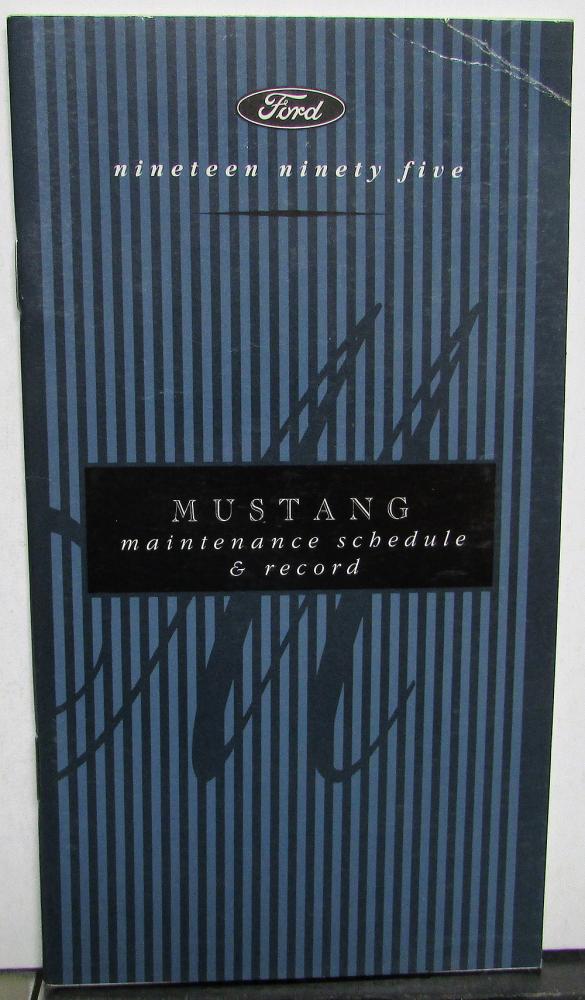 Ford
nineteen ninety five
MUSTANG
maintenance schedule
& record